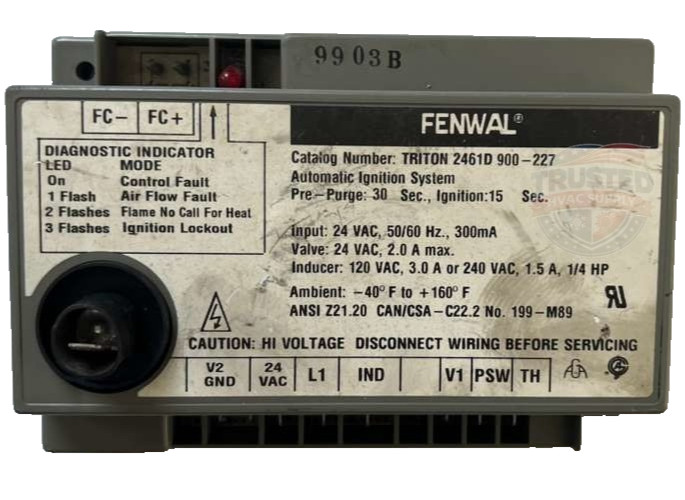 9903B
FC- FC+
FENWAL®
DIAGNOSTIC INDICATOR
LED MODE
On Control Fault
1 Flash Air Flow Fault
2 Flashes Flame No Call For Heat
3 Flashes Ignition Lockout
Catalog Number: TRITON 2461D 900-227
Automatic Ignition System
Pre-Purge: 30 Sec., Ignition:15 Sec.
Input: 24 VAC, 50/60 Hz., 300mA
Valve: 24 VAC, 2.0 A max.
Inducer: 120 VAC, 3.0 A or 240 VAC, 1.5 A, 1/4 HP
Ambient: -40°F to +160°F
ANSI Z21.20 CAN/CSA-C22.2 No. 199-M89
TRUSTED
HVAC SUPPLY
CAUTION: HI VOLTAGE DISCONNECT WIRING BEFORE SERVICING
V2 GND 24 VAC L1 IND V1 PSW TH